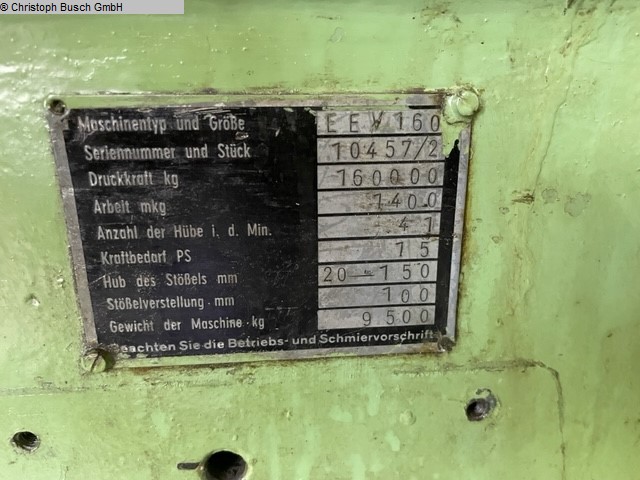 © Christoph Busch GmbH
Maschinentyp und Größe EEV 160
Seriennummer und Stück 10457/2
Druckkraft kg 160000
Arbeit mkg 1400
Anzahl der Hübe i. d. Min. 41
Kraftbedarf PS 15
Hub des Stößels mm 20–150
Stößelverstellung mm 100
Gewicht der Maschine kg 9500
Beachten Sie die Betriebs- und Schmiervorschrift